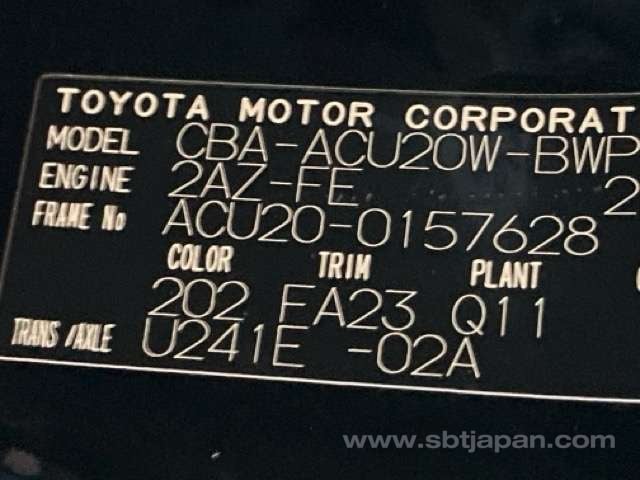 TOYOTA MOTOR CORPORAT
MODEL CBA-ACU20W-BWP
ENGINE 2AZ-FE 2
FRAME No ACU20-0157628
COLOR TRIM PLANT
202 FA23 Q11
TRANS/AXLE U241E -02A
www.sbtjapan.com